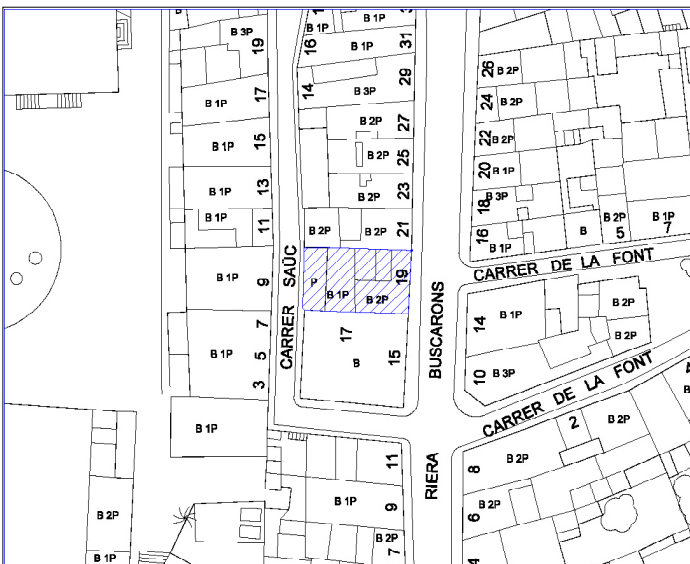 B 3P
19
B 1P
17
B 1P
15
B 1P
13
B 1P
11
B 1P
9
7
B 1P
5
3
B 1P
B 2P
B 1P
CARRER SAÜC
B 1P
16
B 1P
31
14
B 3P
29
B 2P
27
B 2P
25
B 2P
23
B 2P
B 2P
21
P
B 1P
B 2P
19
17
B
15
11
B 1P
9
B 2P
7
RIERA BUSCARONS
26
B 2P
24
B 2P
22
B 2P
20
B 1P
18
B 3P
16
B 1P
B
B 2P
5
B 1P
7
CARRER DE LA FONT
14
B 1P
B 2P
B 2P
10
B 3P
CARRER DE LA FONT
8
B 2P
2
B 2P
6
B 2P